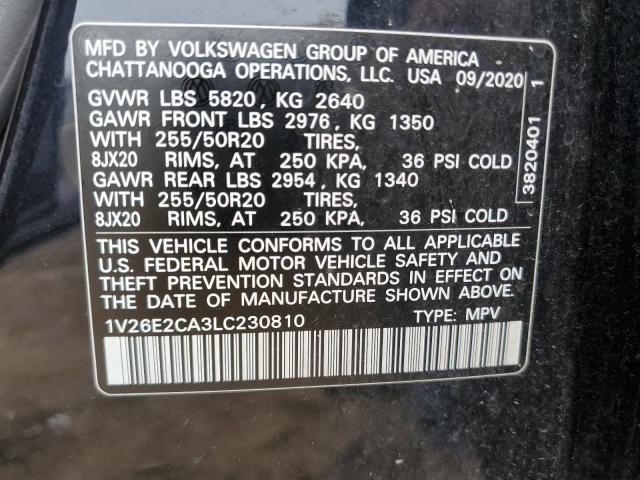 MFD BY VOLKSWAGEN GROUP OF AMERICA
CHATTANOOGA OPERATIONS, LLC. USA 09/2020
GVWR LBS 5820, KG 2640
GAWR FRONT LBS 2976, KG 1350
WITH 255/50R20 TIRES,
8JX20 RIMS, AT 250 KPA, 36 PSI COLD
GAWR REAR LBS 2954, KG 1340
WITH 255/50R20 TIRES,
8JX20 RIMS, AT 250 KPA, 36 PSI COLD
THIS VEHICLE CONFORMS TO ALL APPLICABLE
U.S. FEDERAL MOTOR VEHICLE SAFETY AND
THEFT PREVENTION STANDARDS IN EFFECT ON
THE DATE OF MANUFACTURE SHOWN ABOVE.
1V26E2CA3LC230810 TYPE: MPV
3820401 1